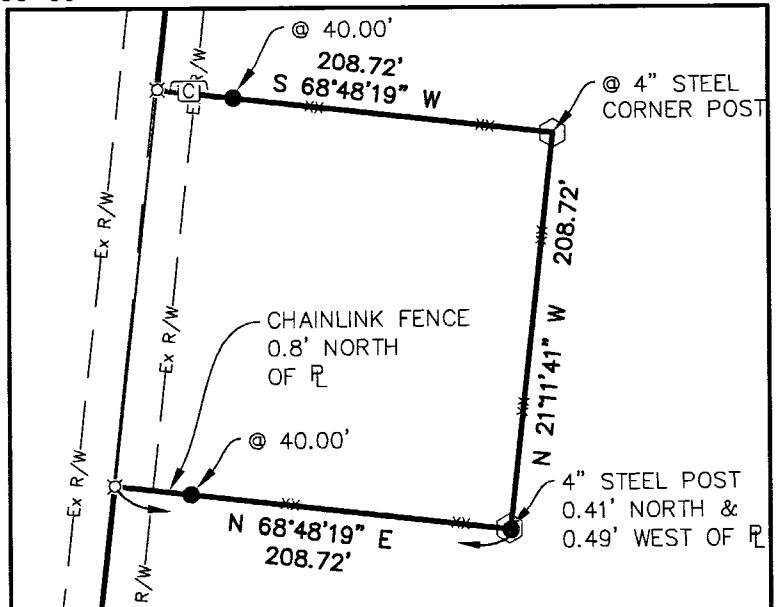 @ 40.00'
208.72'
S 68°48'19" W
@ 4" STEEL
CORNER POST
R/W
C
Ex R/W
Ex R/W
Ex R/W
208.72'
N 21°11'41" W
CHAINLINK FENCE
0.8' NORTH
OF PL
@ 40.00'
N 68°48'19" E
208.72'
4" STEEL POST
0.41' NORTH &
0.49' WEST OF PL
Ex R/W
R/W